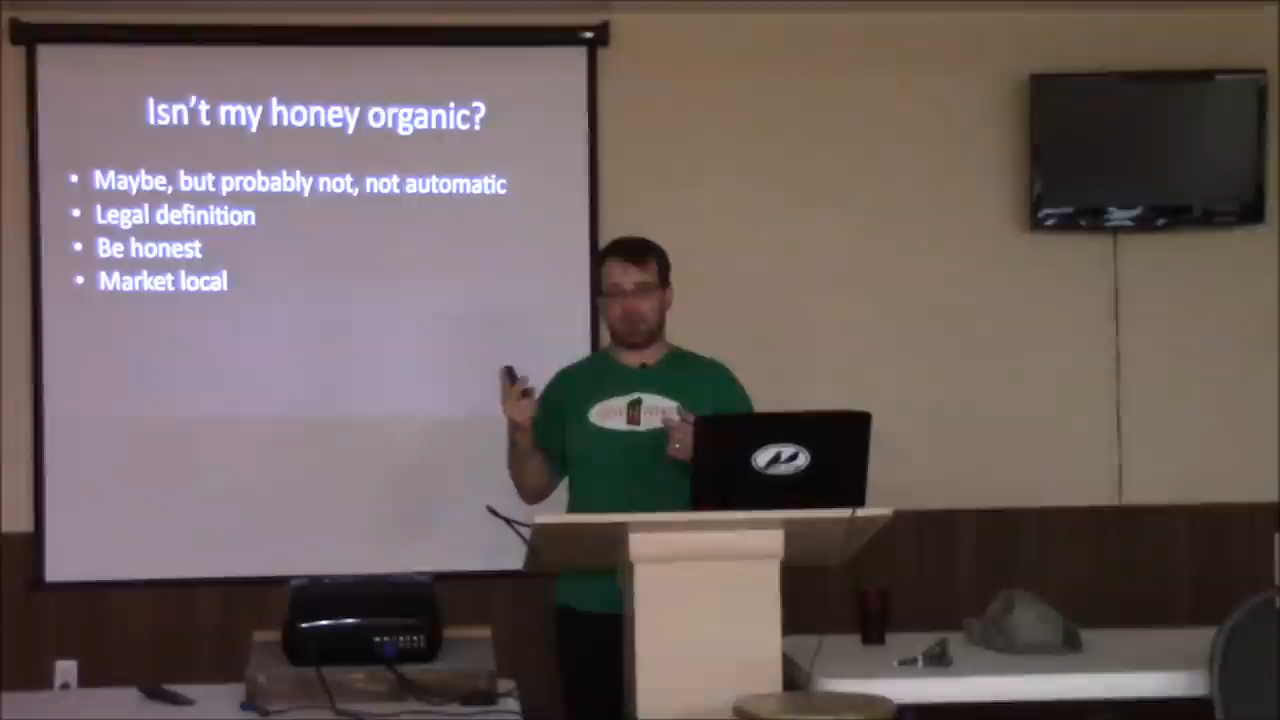 Isn't my honey organic?
• Maybe, but probably not, not automatic
• Legal definition
• Be honest
• Market local